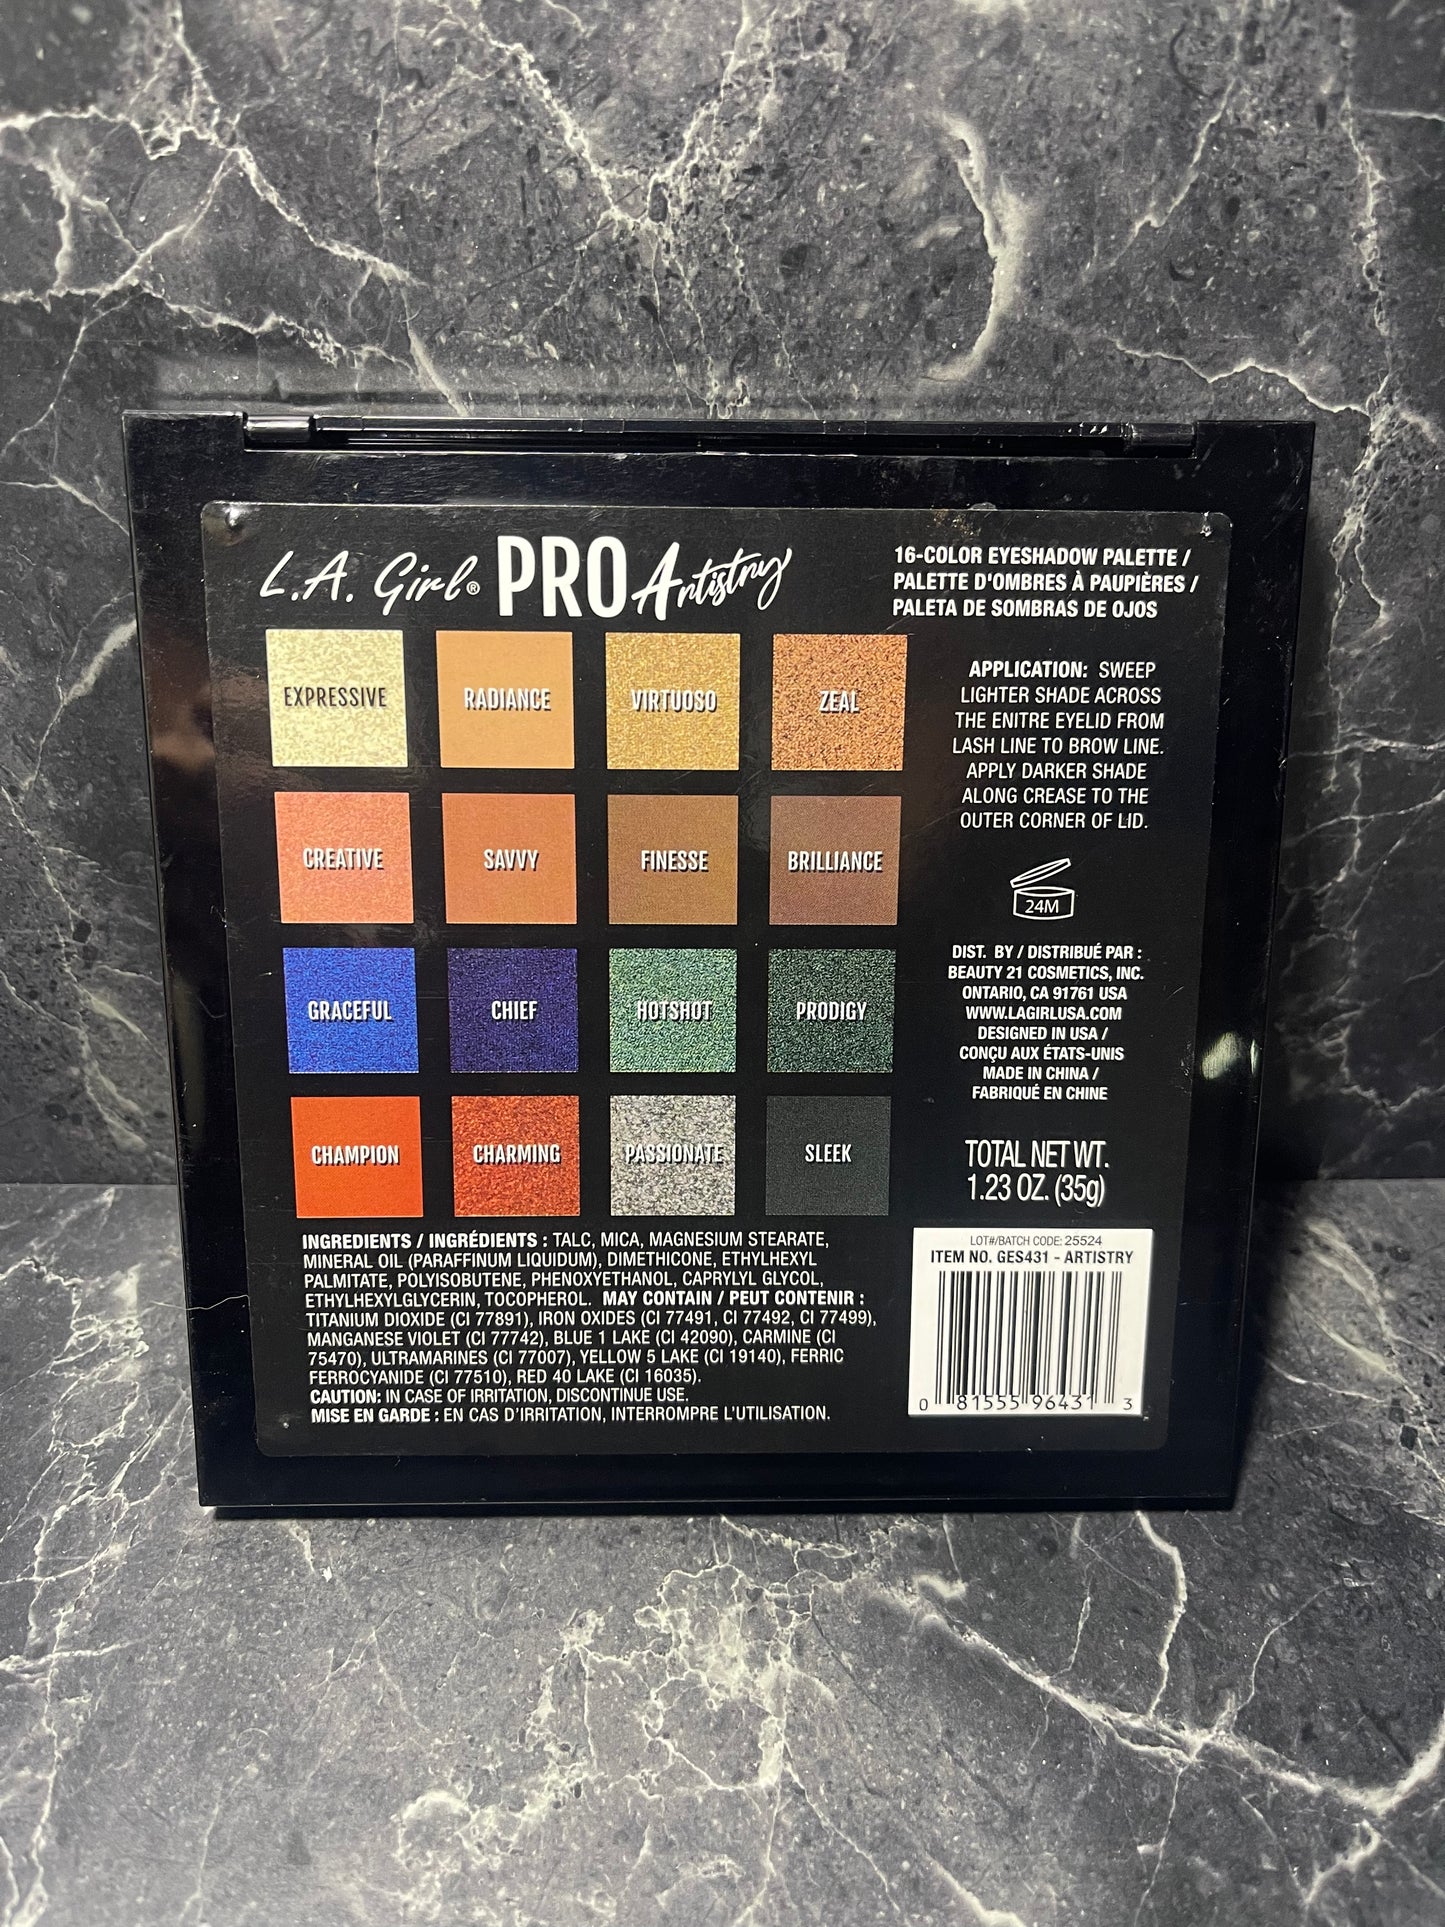 L.A. Girl® PRO Artistry
16-COLOR EYESHADOW PALETTE /
PALETTE D'OMBRES À PAUPIÈRES /
PALETA DE SOMBRAS DE OJOS
EXPRESSIVE
RADIANCE
VIRTUOSO
ZEAL
CREATIVE
SAVVY
FINESSE
BRILLIANCE
GRACEFUL
CHIEF
HOTSHOT
PRODIGY
CHAMPION
CHARMING
PASSIONATE
SLEEK
APPLICATION: SWEEP
LIGHTER SHADE ACROSS
THE ENITRE EYELID FROM
LASH LINE TO BROW LINE.
APPLY DARKER SHADE
ALONG CREASE TO THE
OUTER CORNER OF LID.
24M
DIST. BY / DISTRIBUÉ PAR :
BEAUTY 21 COSMETICS, INC.
ONTARIO, CA 91761 USA
WWW.LAGIRLUSA.COM
DESIGNED IN USA /
CONÇU AUX ÉTATS-UNIS
MADE IN CHINA /
FABRIQUÉ EN CHINE
TOTAL NET WT.
1.23 OZ. (35g)
INGREDIENTS / INGRÉDIENTS : TALC, MICA, MAGNESIUM STEARATE,
MINERAL OIL (PARAFFINUM LIQUIDUM), DIMETHICONE, ETHYLHEXYL
PALMITATE, POLYISOBUTENE, PHENOXYETHANOL, CAPRYLYL GLYCOL,
ETHYLHEXYLGLYCERIN, TOCOPHEROL. MAY CONTAIN / PEUT CONTENIR :
TITANIUM DIOXIDE (CI 77891), IRON OXIDES (CI 77491, CI 77492, CI 77499),
MANGANESE VIOLET (CI 77742), BLUE 1 LAKE (CI 42090), CARMINE (CI
75470), ULTRAMARINES (CI 77007), YELLOW 5 LAKE (CI 19140), FERRIC
FERROCYANIDE (CI 77510), RED 40 LAKE (CI 16035).
CAUTION: IN CASE OF IRRITATION, DISCONTINUE USE.
MISE EN GARDE : EN CAS D'IRRITATION, INTERROMPRE L'UTILISATION.
LOT#/BATCH CODE: 25524
ITEM NO. GES431 - ARTISTRY
0 81555 96431 3